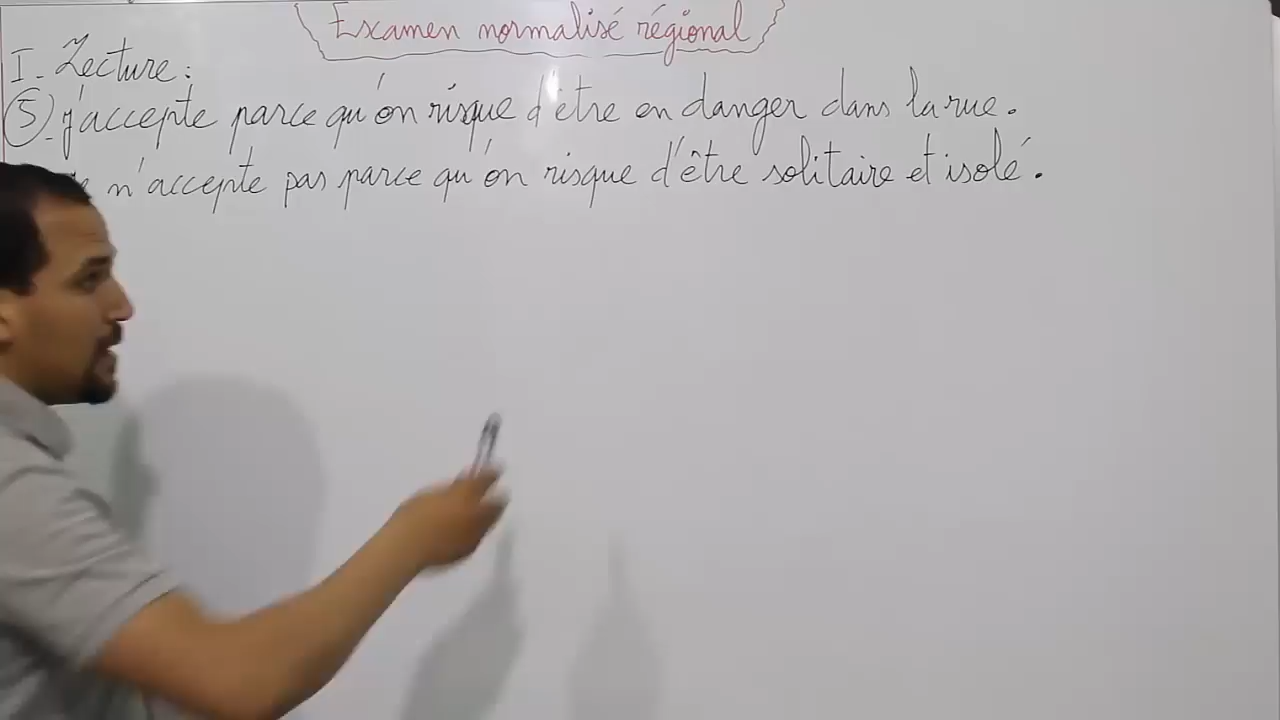 Examen normalisé régional
I. Lecture :
⑤. j'accepte parce qu'on risque d'être en danger dans la rue.
n'accepte pas parce qu'on risque d'être solitaire et isolé.